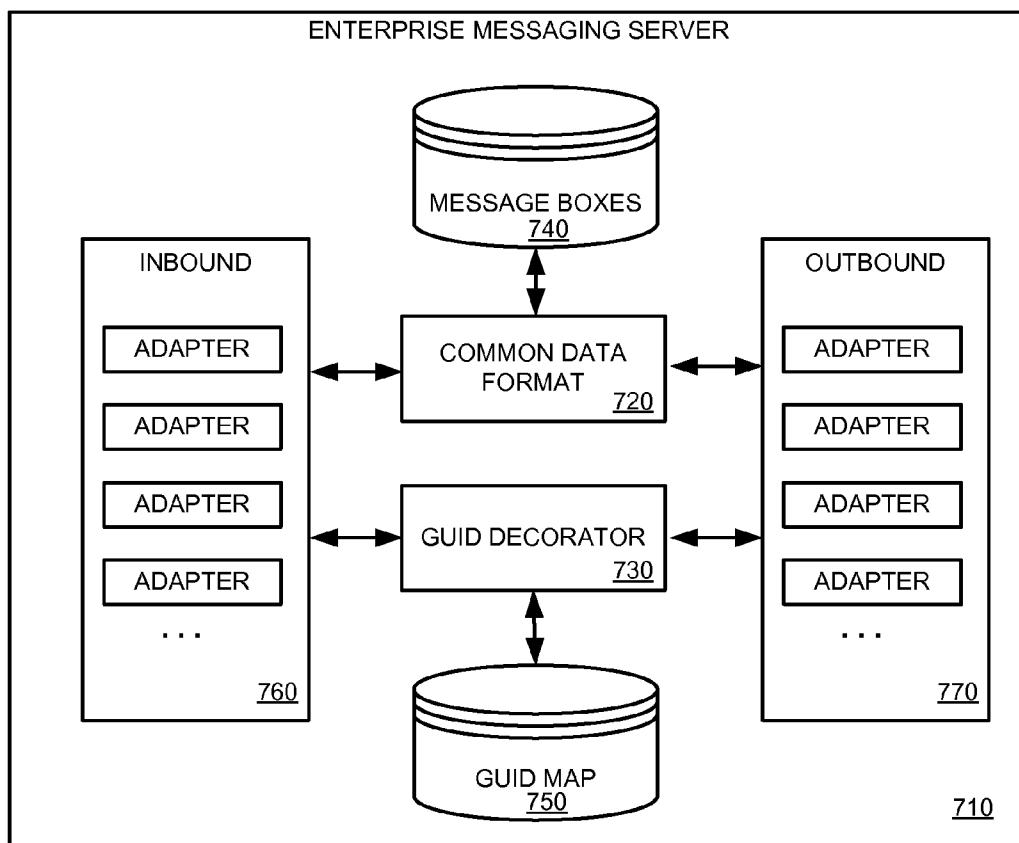 ENTERPRISE MESSAGING SERVER
MESSAGE BOXES
740
INBOUND
ADAPTER
ADAPTER
ADAPTER
ADAPTER
...
760
COMMON DATA
FORMAT
720
GUID DECORATOR
730
OUTBOUND
ADAPTER
ADAPTER
ADAPTER
ADAPTER
...
770
GUID MAP
750
710